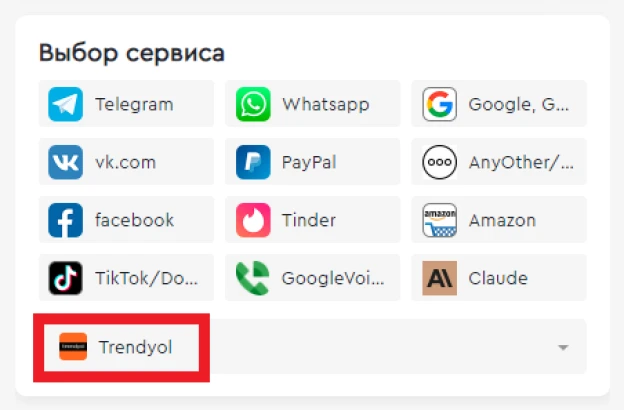 Выбор сервиса
Telegram
Whatsapp
Google, G...
vk.com
PayPal
AnyOther/...
facebook
Tinder
amazon
Amazon
TikTok/Do...
GoogleVoi...
Claude
trendyol
Trendyol